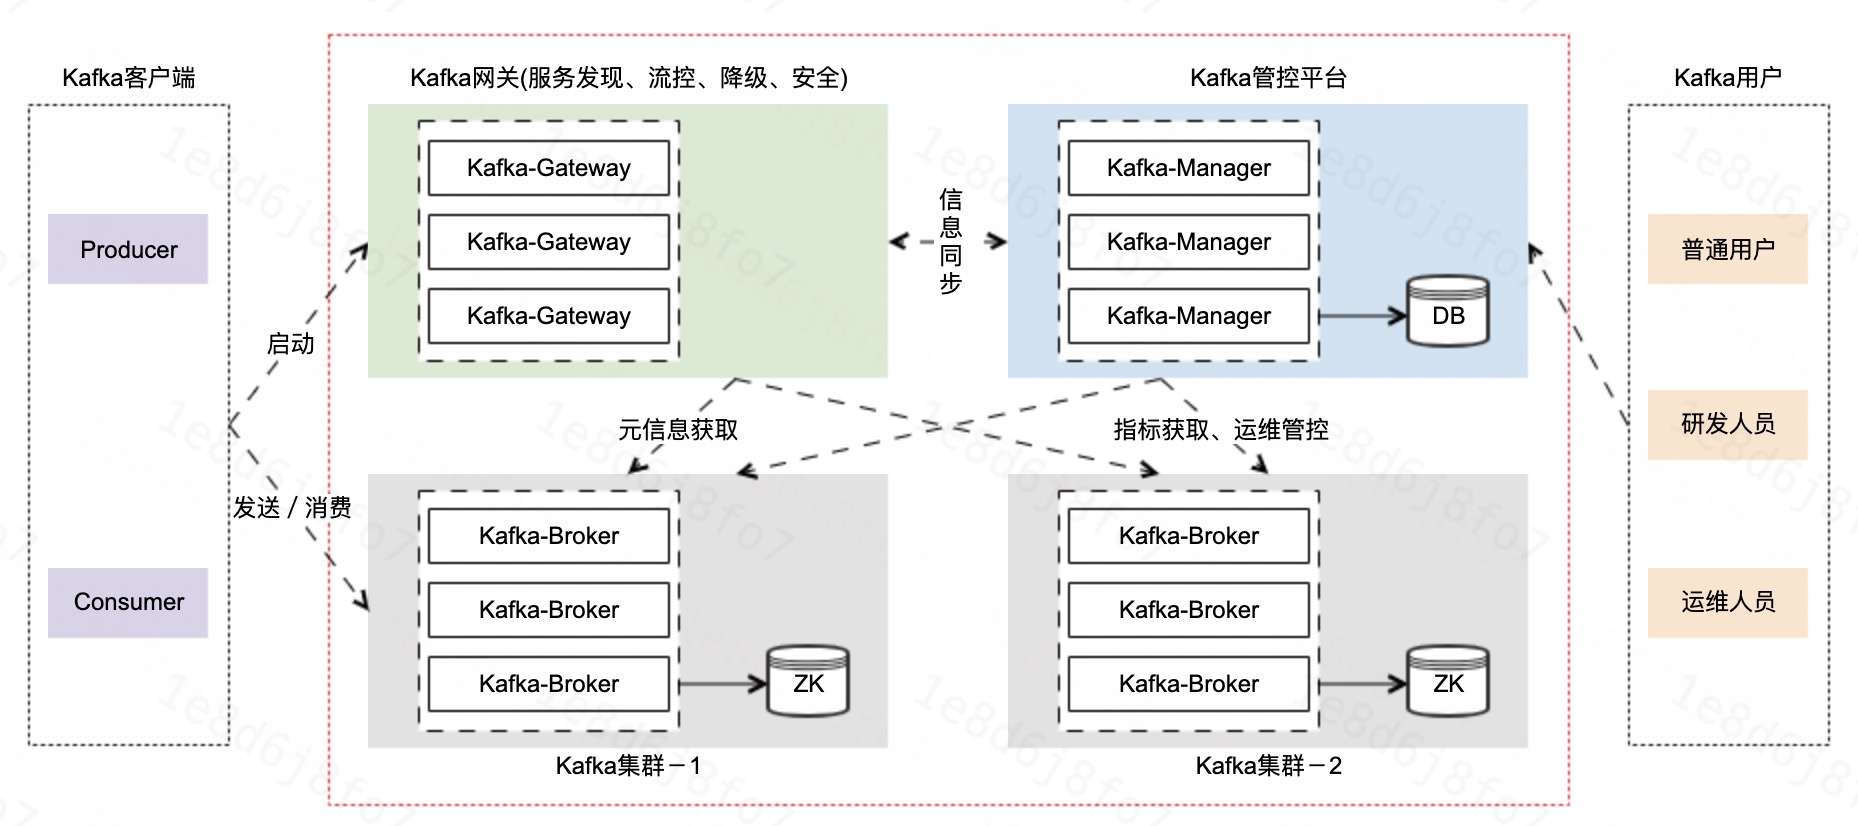 Kafka客户端
Kafka网关(服务发现、流控、降级、安全)
Kafka管控平台
Kafka用户
Producer
Consumer
启动
发送 / 消费
Kafka-Gateway
Kafka-Gateway
Kafka-Gateway
信息同步
Kafka-Manager
Kafka-Manager
Kafka-Manager
DB
普通用户
研发人员
运维人员
元信息获取
指标获取、运维管控
Kafka-Broker
Kafka-Broker
Kafka-Broker
ZK
Kafka集群－1
Kafka-Broker
Kafka-Broker
Kafka-Broker
ZK
Kafka集群－2
1e8d6j8fo7